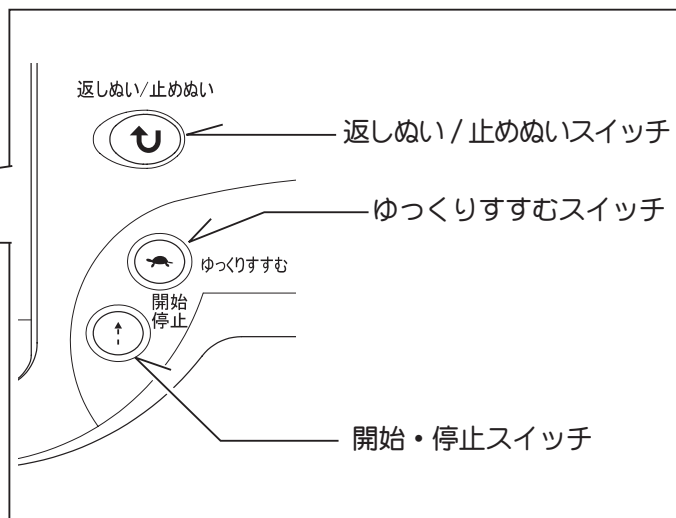 返しぬい/止めぬい
返しぬい / 止めぬいスイッチ
ゆっくりすすむスイッチ
ゆっくりすすむ
開始
停止
開始・停止スイッチ